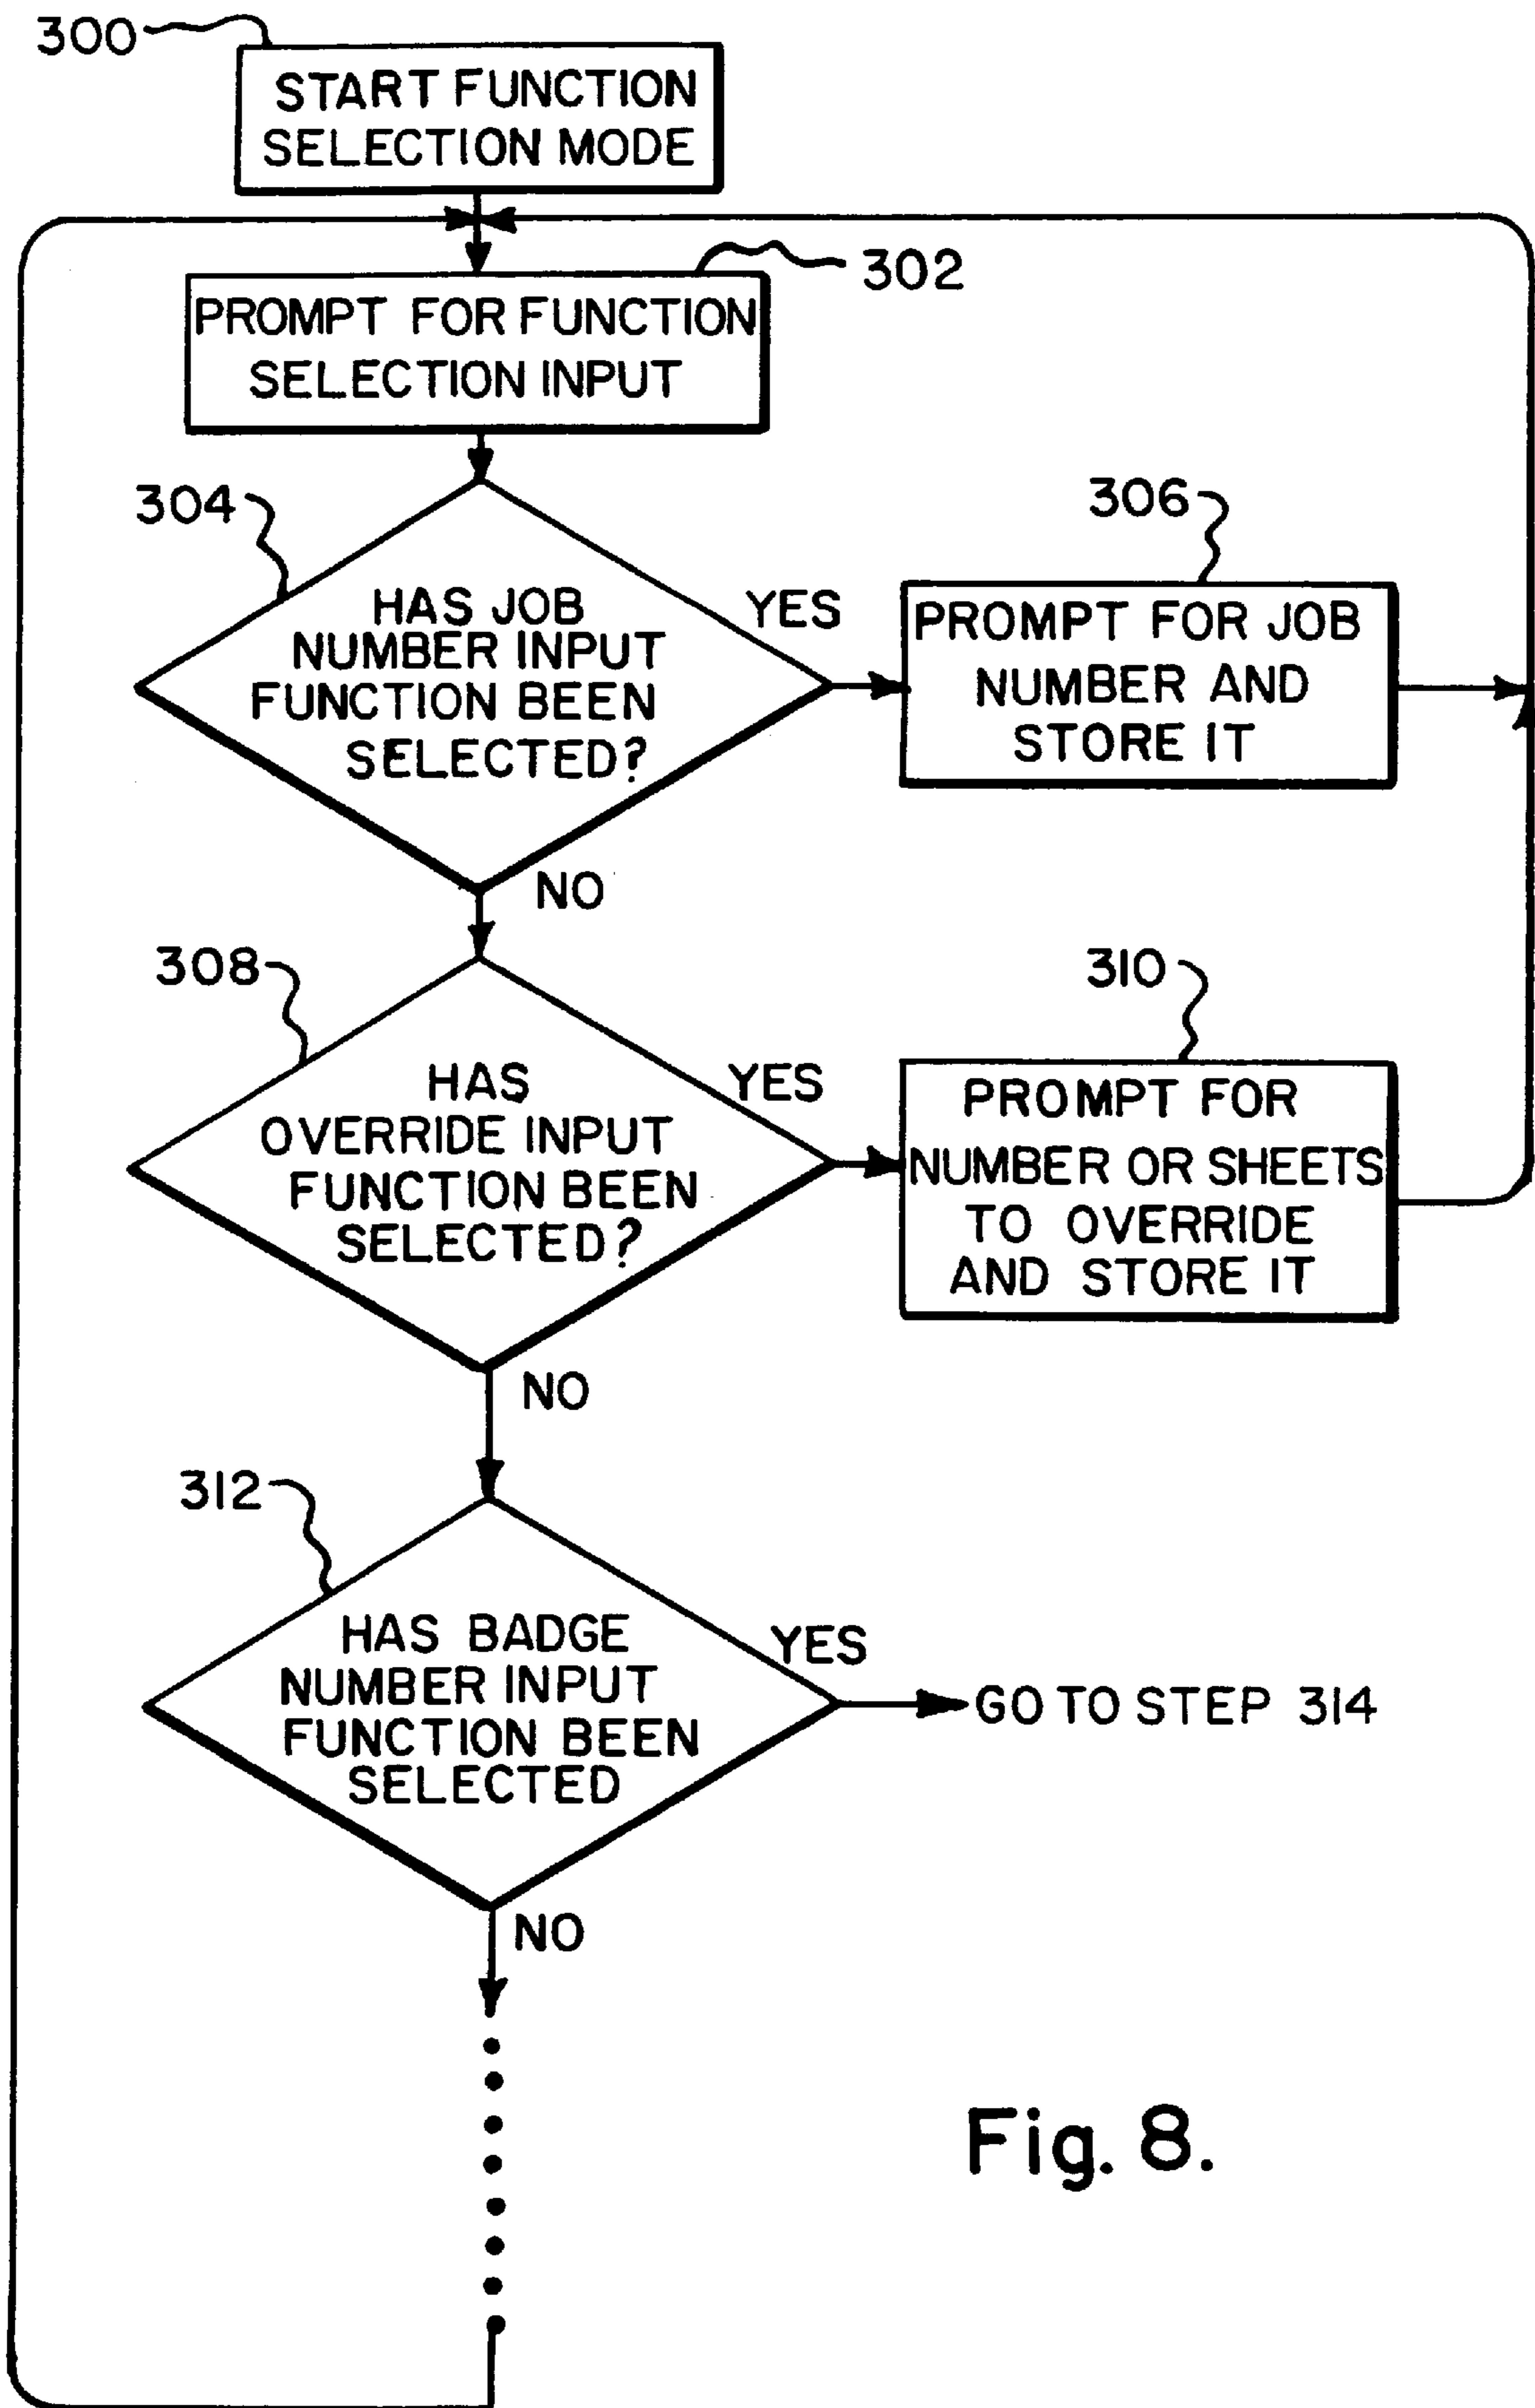 300
START FUNCTION
SELECTION MODE
302
PROMPT FOR FUNCTION
SELECTION INPUT
304
HAS JOB
NUMBER INPUT
FUNCTION BEEN
SELECTED?
YES
306
PROMPT FOR JOB
NUMBER AND
STORE IT
NO
308
HAS
OVERRIDE INPUT
FUNCTION BEEN
SELECTED?
YES
310
PROMPT FOR
NUMBER OR SHEETS
TO OVERRIDE
AND STORE IT
NO
312
HAS BADGE
NUMBER INPUT
FUNCTION BEEN
SELECTED
YES
GO TO STEP 314
NO
Fig. 8.